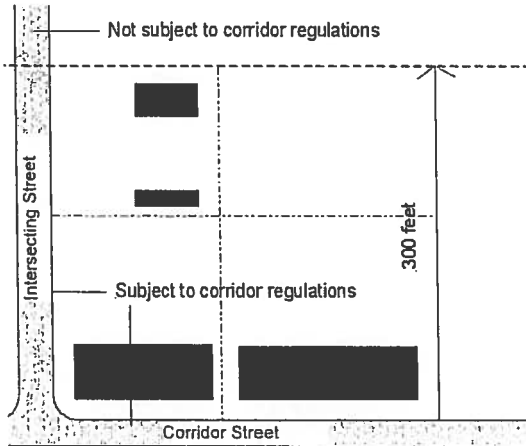 Not subject to corridor regulations
Intersecting Street
300 feet
Subject to corridor regulations
Corridor Street